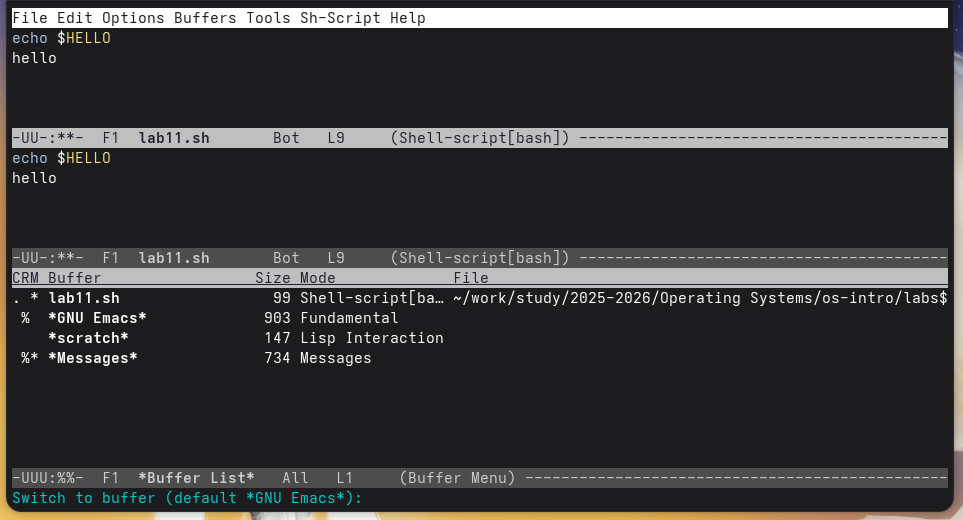 File Edit Options Buffers Tools Sh-Script Help
echo $HELLO
hello
-UU-:**-  F1  lab11.sh       Bot   L9     (Shell-script[bash]) -----------------------------------------
echo $HELLO
hello
-UU-:**-  F1  lab11.sh       Bot   L9     (Shell-script[bash]) -----------------------------------------
CRM Buffer                 Size Mode             File
. * lab11.sh                 99 Shell-script[ba… ~/work/study/2025-2026/Operating Systems/os-intro/labs$
 %  *GNU Emacs*             903 Fundamental
    *scratch*               147 Lisp Interaction
 %* *Messages*              734 Messages
-UUU:%%-  F1  *Buffer List*   All   L1     (Buffer Menu) -----------------------------------------------
Switch to buffer (default *GNU Emacs*):